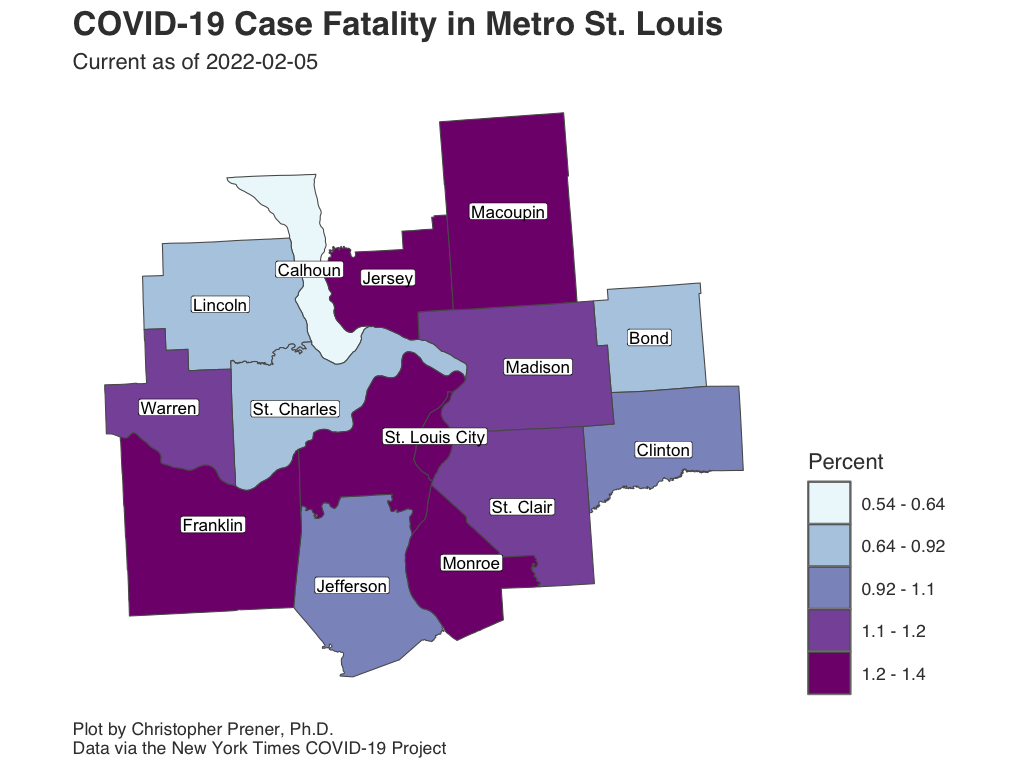 COVID-19 Case Fatality in Metro St. Louis
Current as of 2022-02-05
Macoupin
Calhoun
Jersey
Lincoln
Bond
Madison
Warren
St. Charles
St. Louis City
Clinton
St. Clair
Franklin
Monroe
Jefferson
Percent
0.54 - 0.64
0.64 - 0.92
0.92 - 1.1
1.1 - 1.2
1.2 - 1.4
Plot by Christopher Prener, Ph.D.
Data via the New York Times COVID-19 Project